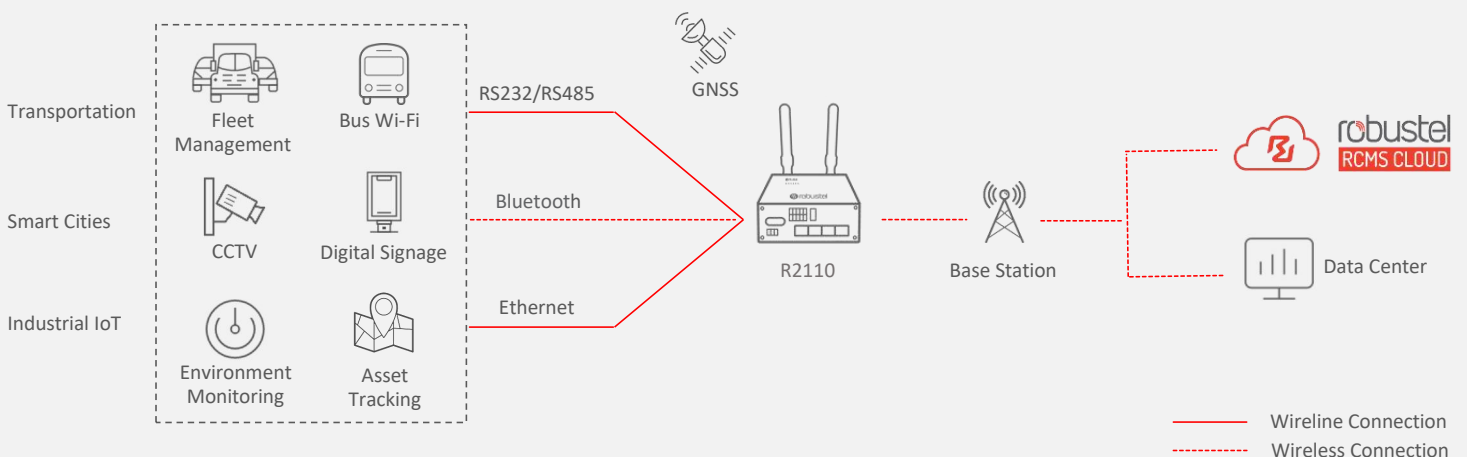 Transportation
Fleet
Management
Bus Wi-Fi
Smart Cities
CCTV
Digital Signage
Industrial IoT
Environment
Monitoring
Asset
Tracking
RS232/RS485
Bluetooth
Ethernet
GNSS
robustel
R2110
Base Station
robustel
RCMS CLOUD
Data Center
Wireline Connection
Wireless Connection